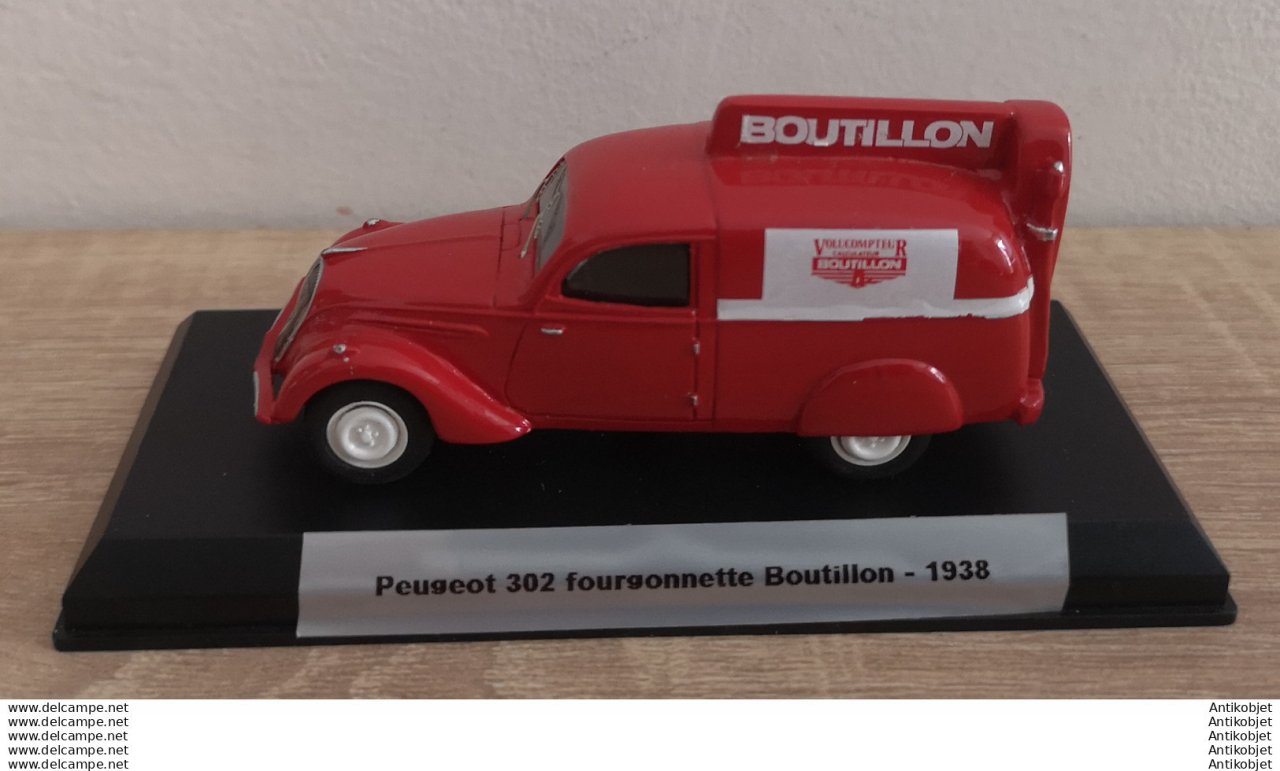 BOUTILLON
VOLUCOMPTEUR
CALCULATEUR
BOUTILLON
B
Peugeot 302 fourgonnette Boutillon - 1938
www.delcampe.net Antikobjet
www.delcampe.net Antikobjet
www.delcampe.net Antikobjet
www.delcampe.net Antikobjet
www.delcampe.net Antikobjet